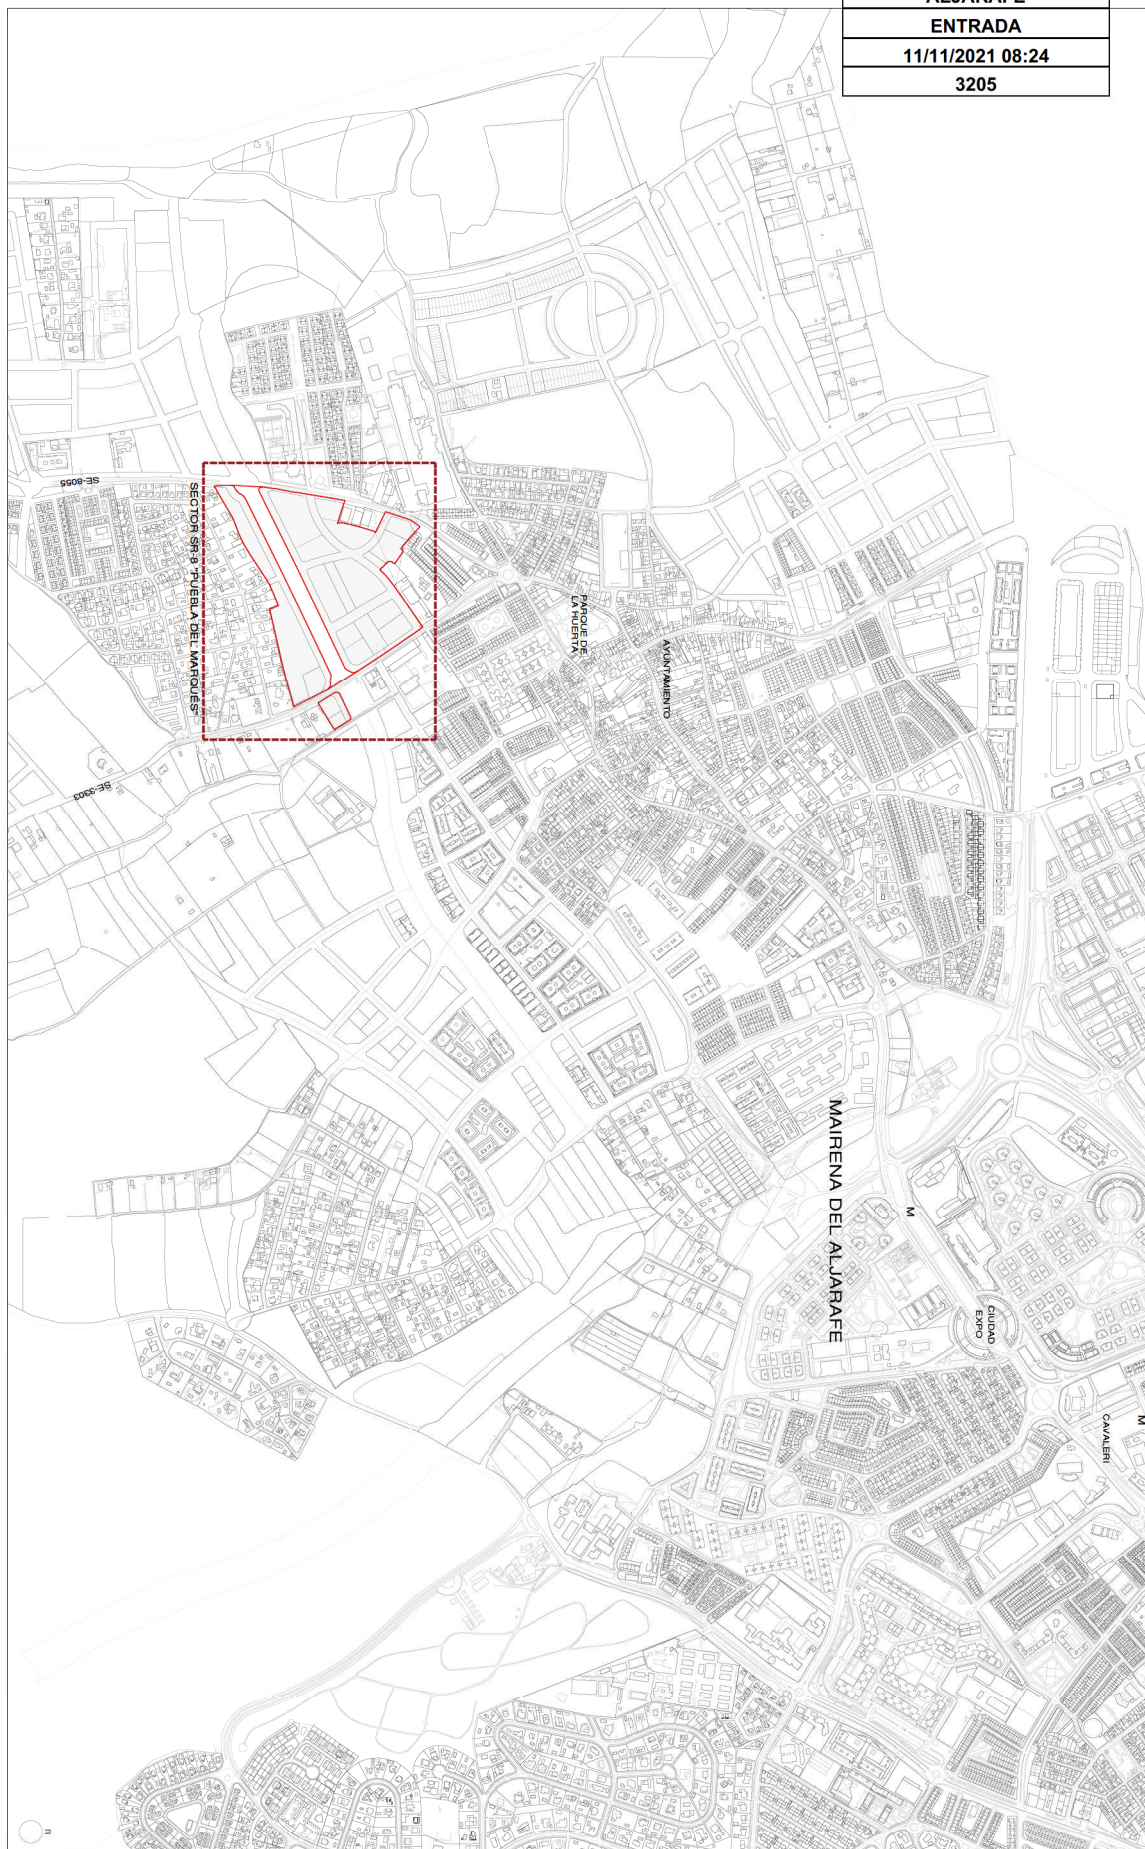 ALJARAFE
ENTRADA
11/11/2021 08:24
3205
SE-8055
SECTOR SR-8 "PUEBLA DEL MARQUÉS"
PARQUE DE
LA HUERTA
AYUNTAMIENTO
SE-3303
MAIRENA DEL ALJARAFE
M
CIUDAD
EXPO
M
CAVALERI
n